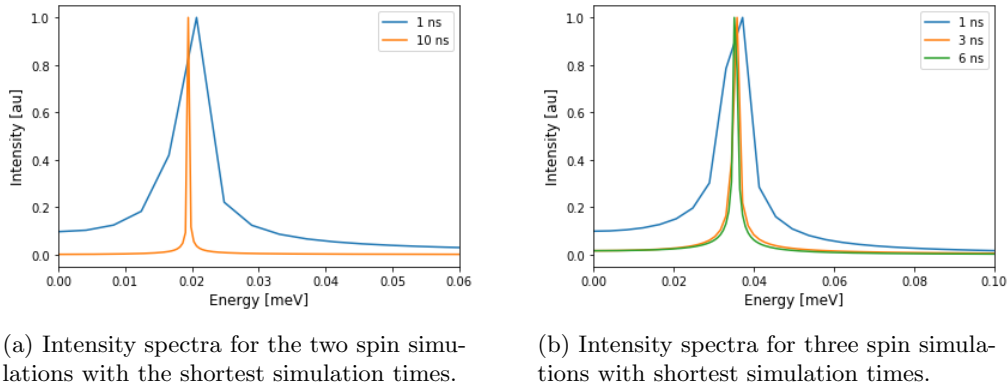 1.0
0.8
0.6
0.4
0.2
0.0
Intensity [au]
1 ns
10 ns
0.00 0.01 0.02 0.03 0.04 0.05 0.06
Energy [meV]
(a) Intensity spectra for the two spin simu-
lations with the shortest simulation times.
1.0
0.8
0.6
0.4
0.2
0.0
Intensity [au]
1 ns
3 ns
6 ns
0.00 0.02 0.04 0.06 0.08 0.10
Energy [meV]
(b) Intensity spectra for three spin simula-
tions with shortest simulation times.